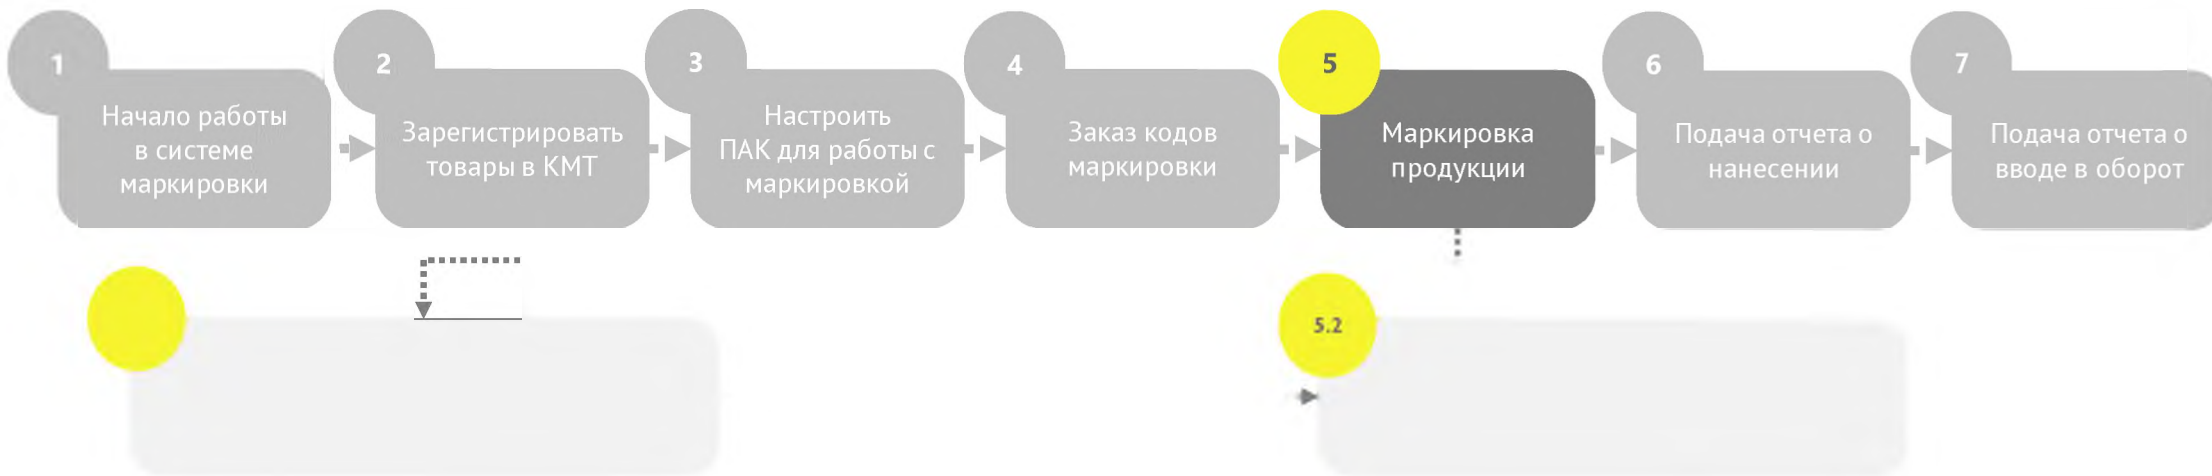 1
Начало работы
в системе
маркировки
2
Зарегистрировать
товары в КМТ
3
Настроить
ПАК для работы с
маркировкой
4
Заказ кодов
маркировки
5
Маркировка
продукции
6
Подача отчета о
нанесении
7
Подача отчета о
вводе в оборот
5.2